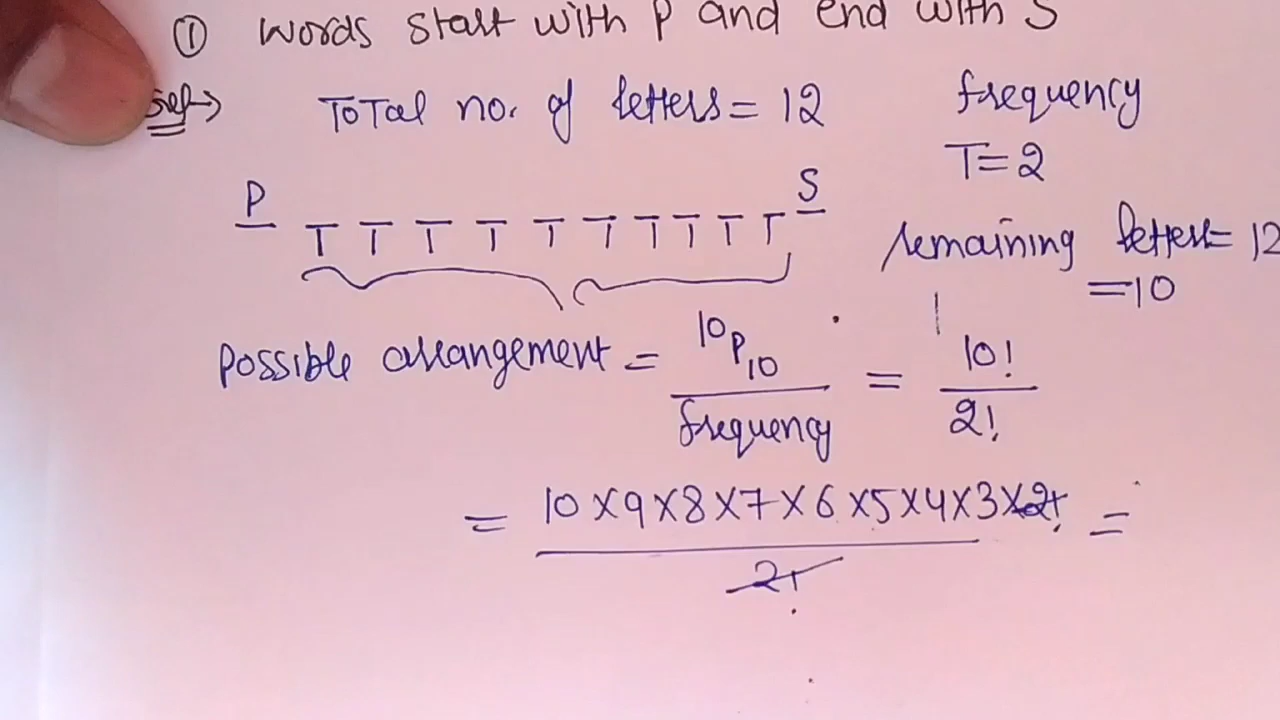 ① words start with P and end with S
Sol→ Total no. of letters = 12
frequency
T=2
P T T T T T T T T T T S
remaining letters= 12
=10
possible arrangement = 10P10 / frequency = 10! / 2!
= 10×9×8×7×6×5×4×3×2! / 2! =